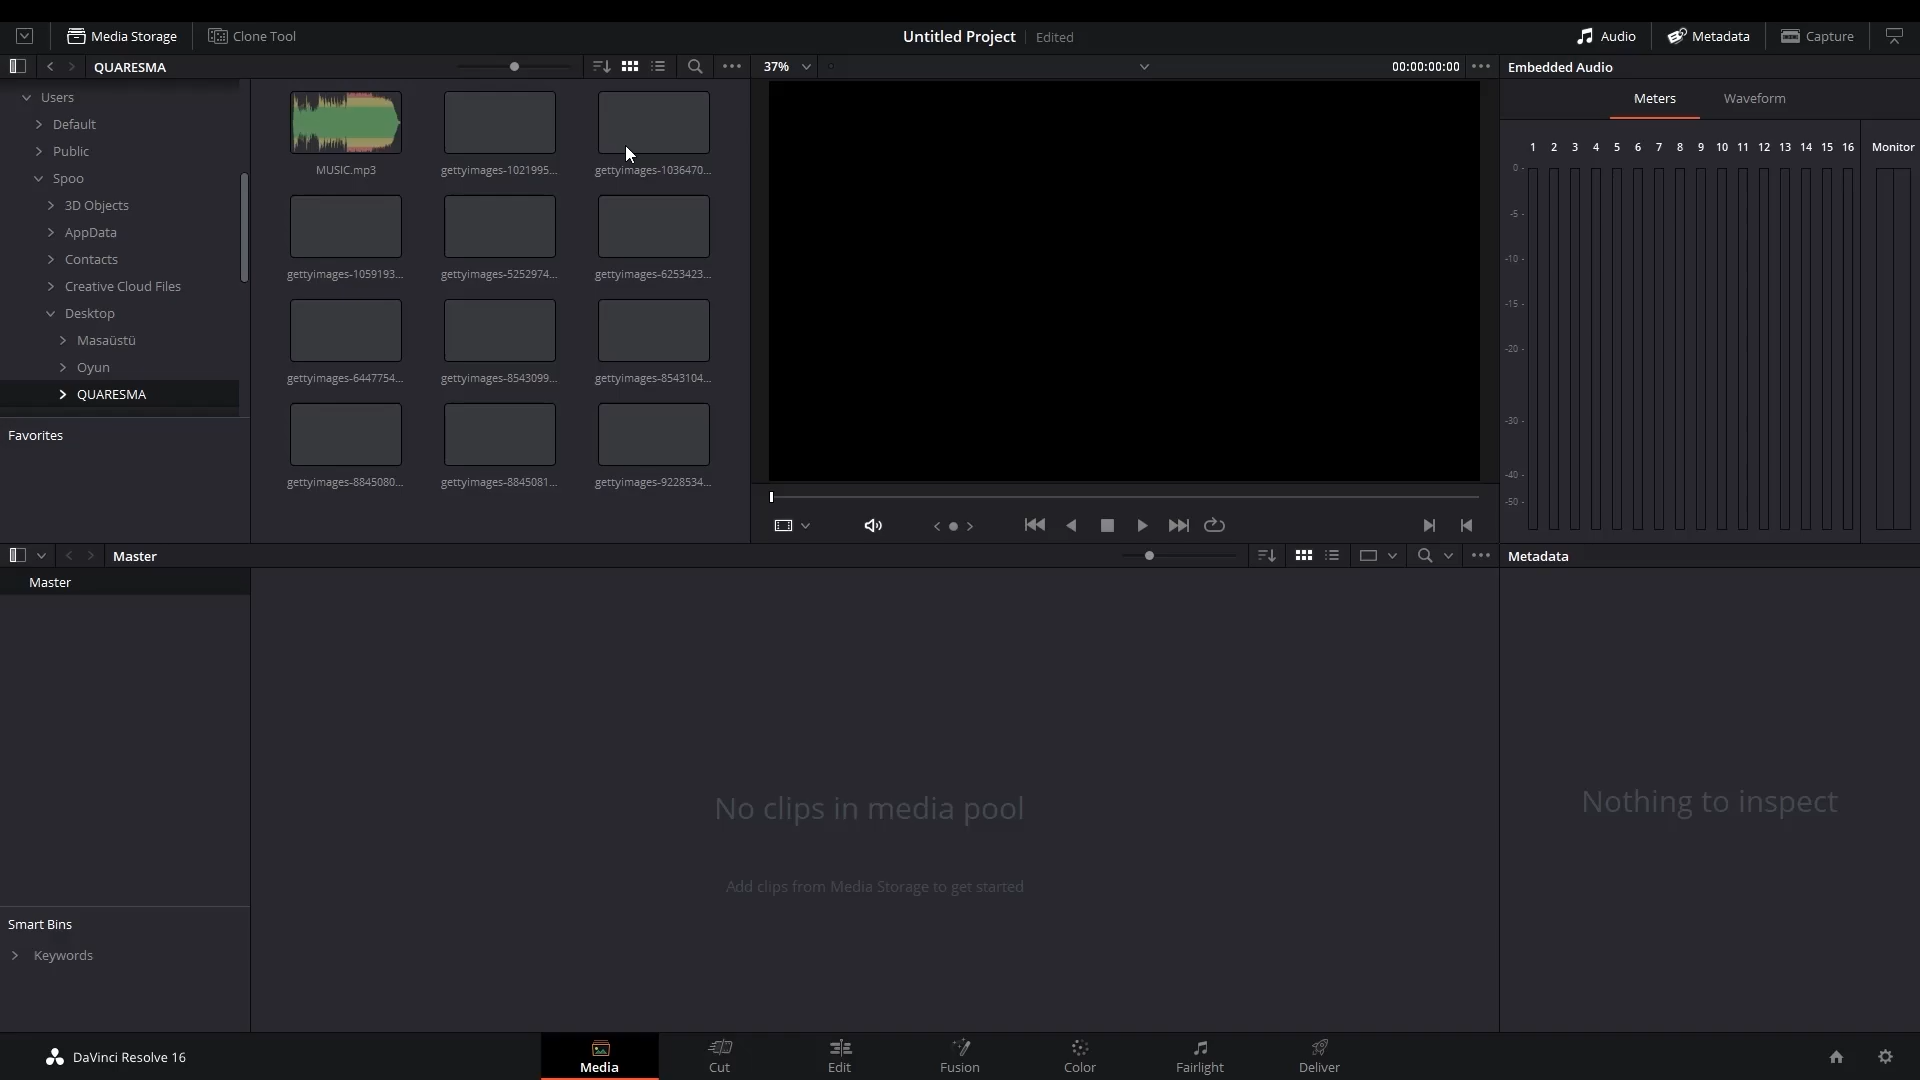 Media Storage
Clone Tool
Untitled Project
Edited
Audio
Metadata
Capture
QUARESMA
37%
00:00:00:00
Embedded Audio
Users
Default
Public
Spoo
3D Objects
AppData
Contacts
Creative Cloud Files
Desktop
Masaüstü
Oyun
QUARESMA
Favorites
MUSIC.mp3
gettyimages-1021995...
gettyimages-1036470...
gettyimages-1059193...
gettyimages-5252974...
gettyimages-6253423...
gettyimages-6447754...
gettyimages-8543099...
gettyimages-8543104...
gettyimages-8845080...
gettyimages-8845081...
gettyimages-9228534...
Meters
Waveform
1 2 3 4 5 6 7 8 9 10 11 12 13 14 15 16 Monitor
0 -
-5 -
-10 -
-15 -
-20 -
-30 -
-40 -
-50 -
Master
Metadata
Master
No clips in media pool
Add clips from Media Storage to get started
Nothing to inspect
Smart Bins
Keywords
DaVinci Resolve 16
Media
Cut
Edit
Fusion
Color
Fairlight
Deliver